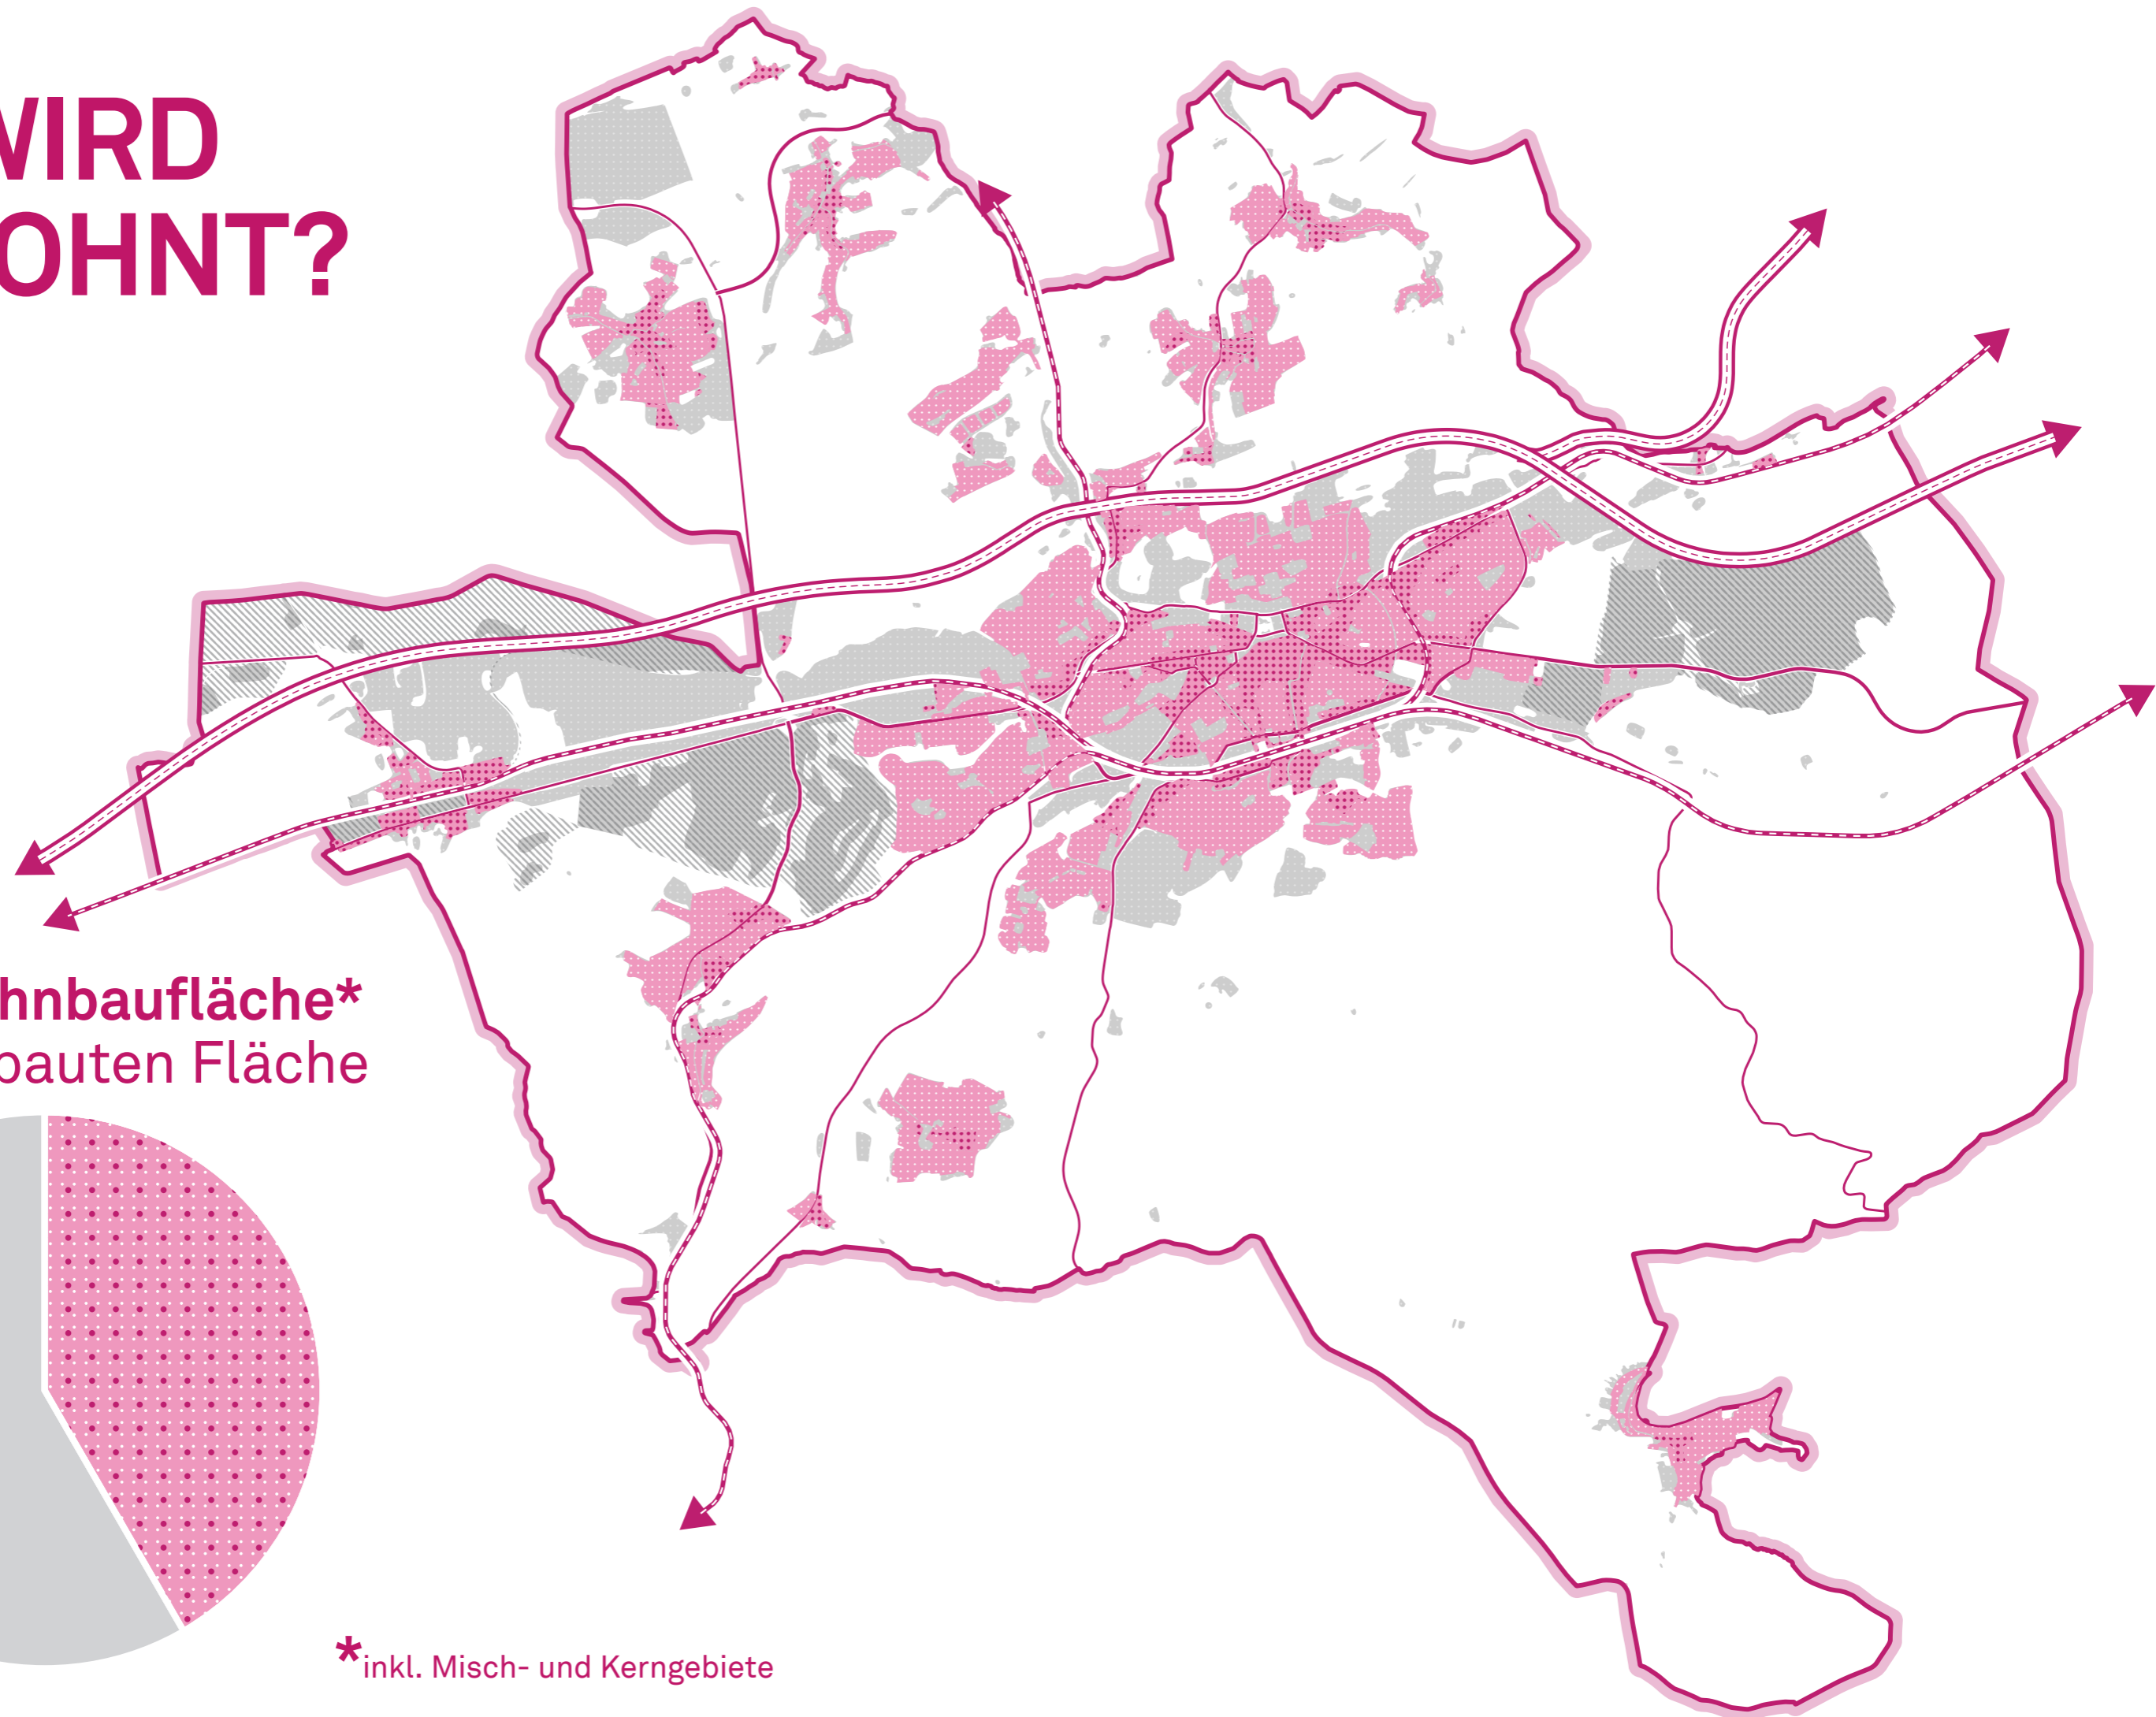 WIRD
OHNT?
hnbaufläche*
bauten Fläche
*inkl. Misch- und Kerngebiete